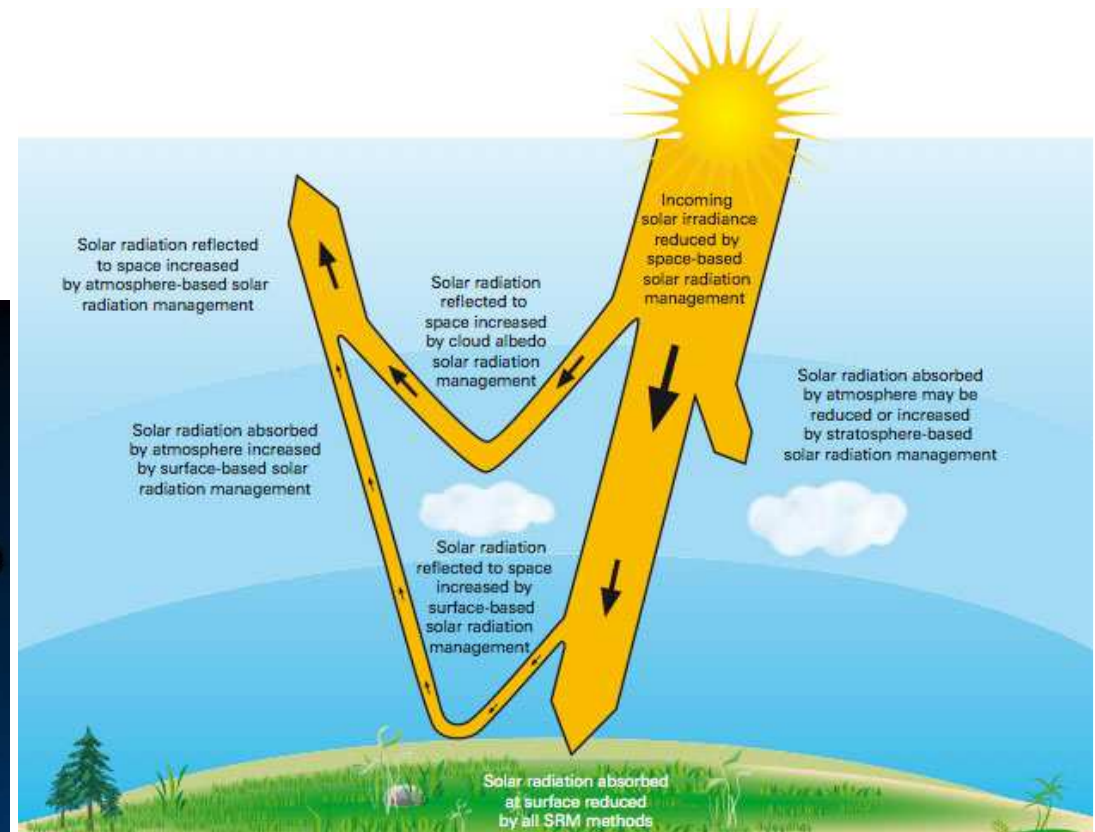 Incoming
solar irradiance
reduced by
space-based
solar radiation
management
Solar radiation reflected
to space increased
by atmosphere-based solar
radiation management
Solar radiation
reflected to
space increased
by cloud albedo
solar radiation
management
Solar radiation absorbed
by atmosphere may be
reduced or increased
by stratosphere-based
solar radiation management
Solar radiation absorbed
by atmosphere increased
by surface-based solar
radiation management
Solar radiation
reflected to space
increased by
surface-based
solar radiation
management
Solar radiation absorbed
at surface reduced
by all SRM methods